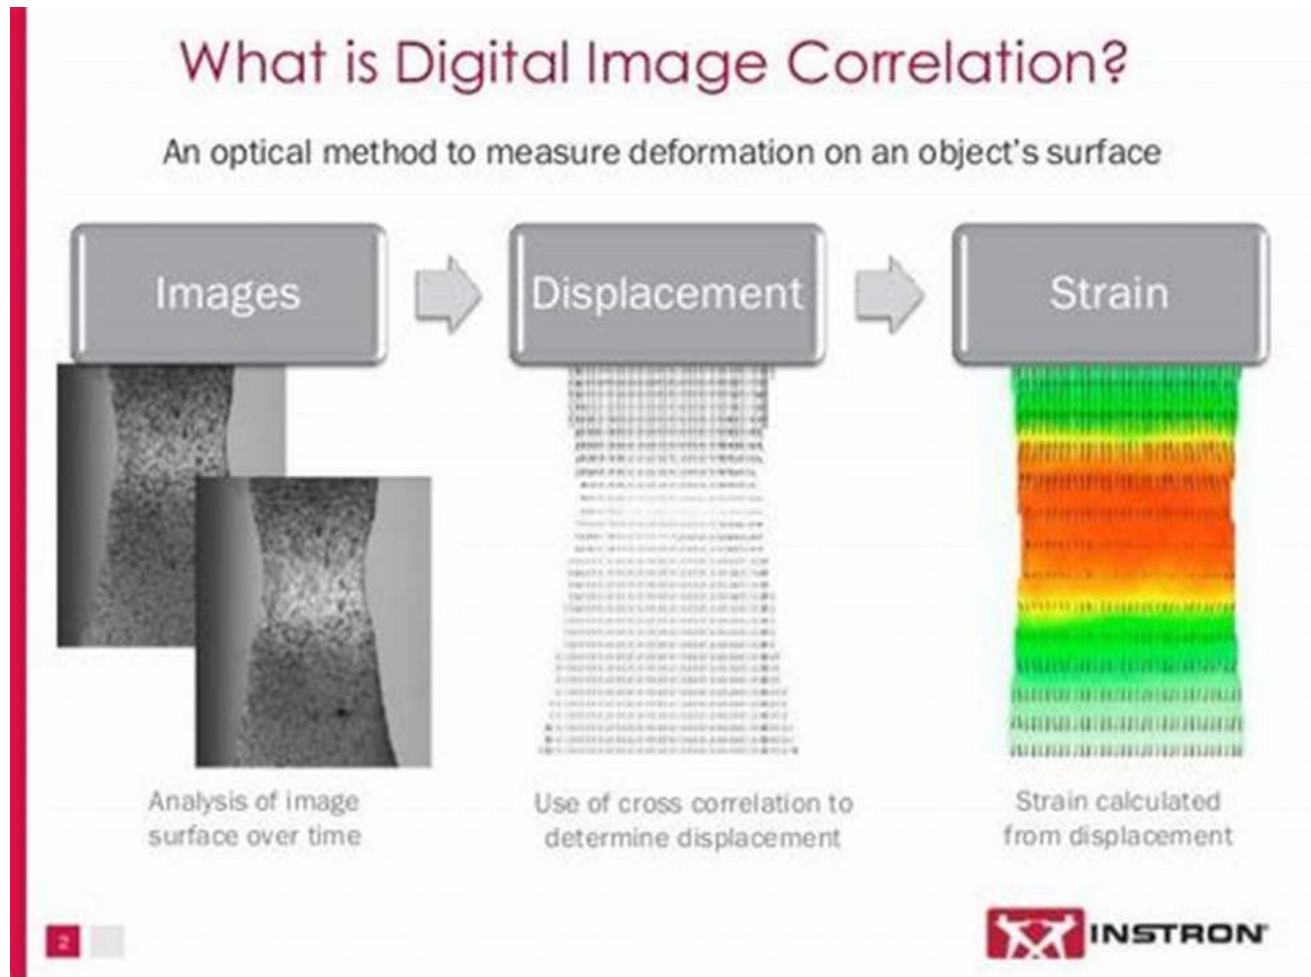 What is Digital Image Correlation?
An optical method to measure deformation on an object's surface
Images
Displacement
Strain
Analysis of image
surface over time
Use of cross correlation to
determine displacement
Strain calculated
from displacement
2
INSTRON